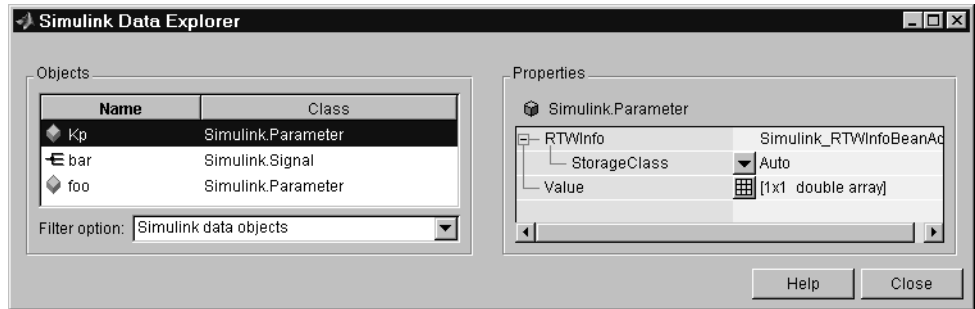 Simulink Data Explorer
Objects
Name Class
Kp Simulink.Parameter
bar Simulink.Signal
foo Simulink.Parameter
Filter option: Simulink data objects
Properties
Simulink.Parameter
RTWInfo Simulink_RTWInfoBeanAd
StorageClass Auto
Value [1x1 double array]
Help Close